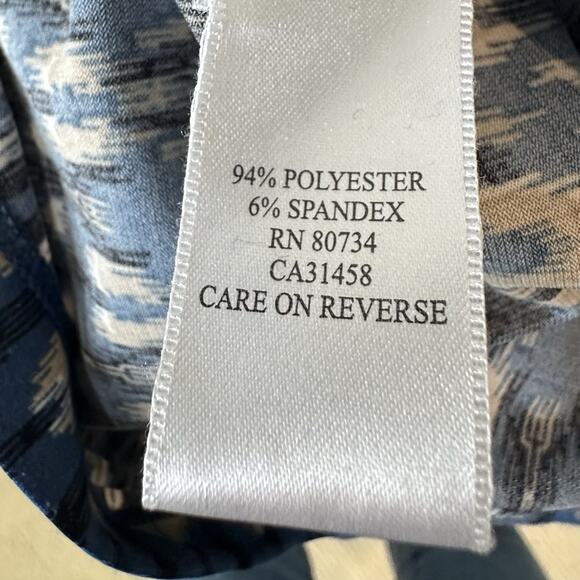 94% POLYESTER
6% SPANDEX
RN 80734
CA31458
CARE ON REVERSE